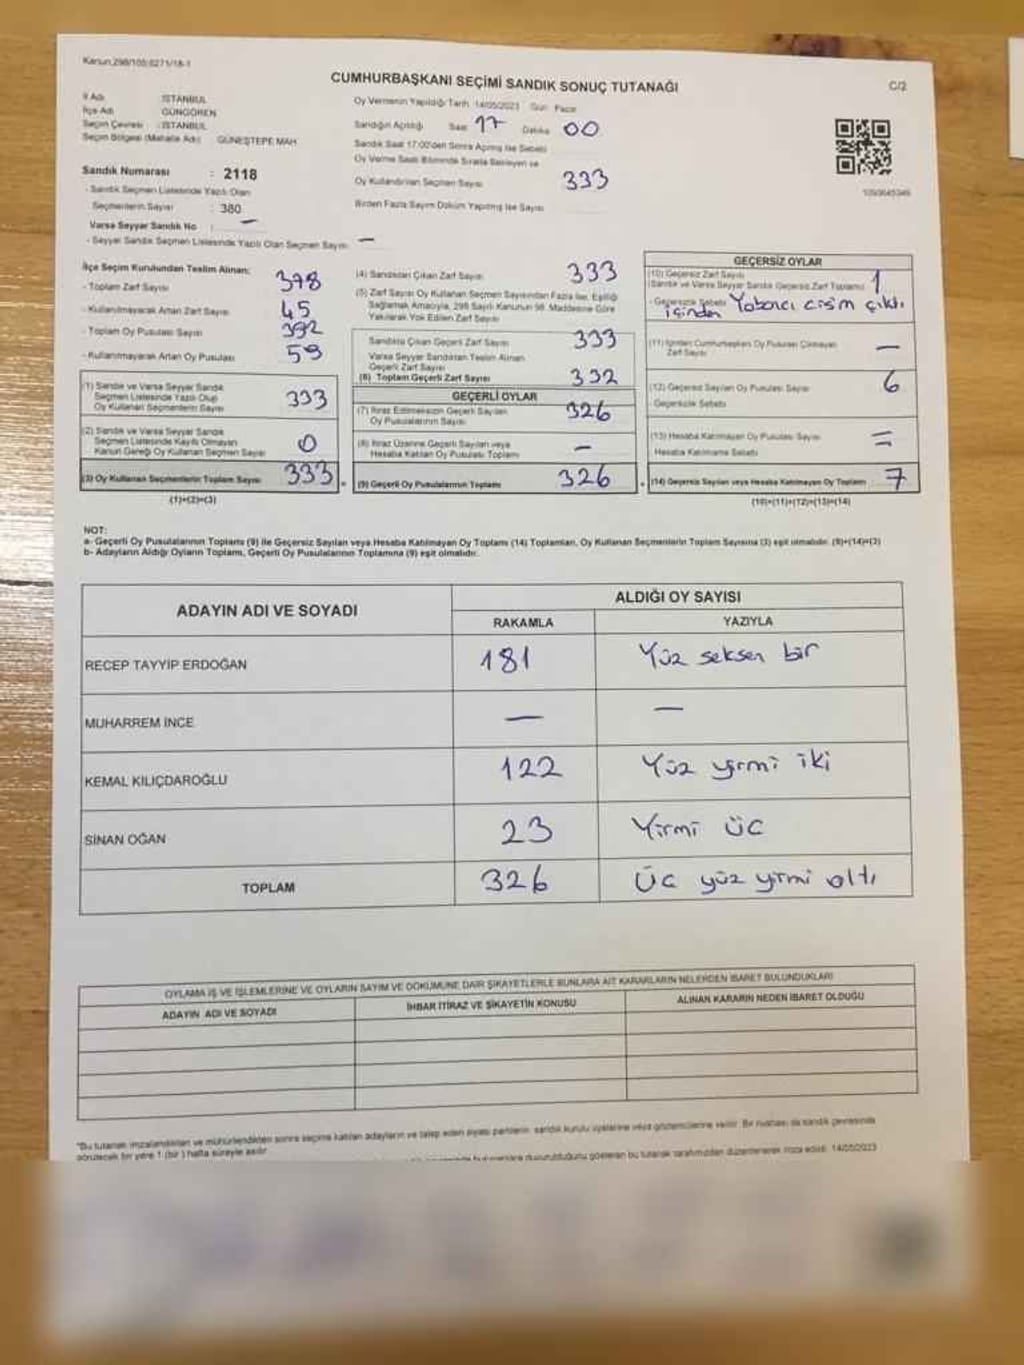 Kanun:298/105;6271/18-1
CUMHURBAŞKANI SEÇİMİ SANDIK SONUÇ TUTANAĞI
C/2
İl Adı : İSTANBUL
İlçe Adı : GÜNGÖREN
Seçim Çevresi : İSTANBUL
Seçim Bölgesi (Mahalle Adı) : GÜNEŞTEPE MAH
Sandık Numarası : 2118
- Sandık Seçmen Listesinde Yazılı Olan
Seçmenlerin Sayısı : 380
Varsa Seyyar Sandık No : —
- Seyyar Sandık Seçmen Listesinde Yazılı Olan Seçmen Sayısı: —
Oy Vermenin Yapıldığı Tarih: 14/05/2023 Gün: Pazar
Sandığın Açılışı Saat 17 Dakika 00
Sandık Saat 17:00'den Sonra Açılmış İse Sebebi
Oy Verme Saati Bitiminde Sırada Bekleyen ve
Oy Kullandırılan Seçmen Sayısı 333
Birden Fazla Sayım Döküm Yapılmış İse Sayısı
İlçe Seçim Kurulundan Teslim Alınan:
- Toplam Zarf Sayısı 378
- Kullanılmayarak Artan Zarf Sayısı 45
- Toplam Oy Pusulası Sayısı 392
- Kullanılmayarak Artan Oy Pusulası 59
(1) Sandık ve Varsa Seyyar Sandık
Seçmen Listesinde Yazılı Olup
Oy Kullanan Seçmenlerin Sayısı 333
(2) Sandık ve Varsa Seyyar Sandık
Seçmen Listesinde Kayıtlı Olmayan
Kanun Gereği Oy Kullanan Seçmen Sayısı 0
(3) Oy Kullanan Seçmenlerin Toplam Sayısı 333
(1)+(2)=(3)
(4) Sandıktan Çıkan Zarf Sayısı 333
(5) Zarf Sayısı Oy Kullanan Seçmen Sayısından Fazla İse, Eşitliği
Sağlamak Amacıyla, 298 Sayılı Kanunun 98. Maddesine Göre
Yakılarak Yok Edilen Zarf Sayısı
Sandıkta Çıkan Geçerli Zarf Sayısı 333
Varsa Seyyar Sandıktan Teslim Alınan
Geçerli Zarf Sayısı
(6) Toplam Geçerli Zarf Sayısı 332
GEÇERLİ OYLAR
(7) İtiraz Edilmeksizin Geçerli Sayılan
Oy Pusulalarının Sayısı 326
(8) İtiraz Üzerine Geçerli Sayılan veya
Hesaba Katılan Oy Pusulası Toplamı —
(9) Geçerli Oy Pusulalarının Toplamı 326
GEÇERSİZ OYLAR
(10) Geçersiz Zarf Sayısı
(Sandık ve Varsa Seyyar Sandık Geçersiz Zarf Toplamı) 1
- Geçersizlik Sebebi Yabancı cisim çıktı
içinden
(11) İçinden Cumhurbaşkanı Oy Pusulası Çıkmayan
Zarf Sayısı —
(12) Geçersiz Sayılan Oy Pusulası Sayısı 6
- Geçersizlik Sebebi
(13) Hesaba Katılmayan Oy Pusulası Sayısı =
Hesaba Katılmama Sebebi
(14) Geçersiz Sayılan veya Hesaba Katılmayan Oy Toplamı 7
(10)+(11)+(12)+(13)=(14)
NOT:
a- Geçerli Oy Pusulalarının Toplamı (9) ile Geçersiz Sayılan veya Hesaba Katılmayan Oy Toplamı (14) Toplamları, Oy Kullanan Seçmenlerin Toplam Sayısına (3) eşit olmalıdır. (9)+(14)=(3)
b- Adayların Aldığı Oyların Toplamı, Geçerli Oy Pusulalarının Toplamına (9) eşit olmalıdır.
ADAYIN ADI VE SOYADI ALDIĞI OY SAYISI
RAKAMLA YAZIYLA
RECEP TAYYİP ERDOĞAN 181 Yüz seksen bir
MUHARREM İNCE — —
KEMAL KILIÇDAROĞLU 122 Yüz yirmi iki
SİNAN OĞAN 23 Yirmi üc
TOPLAM 326 Üc yüz yirmi altı
OYLAMA İŞ VE İŞLEMLERİNE VE OYLARIN SAYIM VE DÖKÜMÜNE DAİR ŞİKAYETLERLE BUNLARA AİT KARARLARIN NELERDEN İBARET BULUNDUKLARI
ADAYIN ADI VE SOYADI İHBAR İTİRAZ VE ŞİKAYETİN KONUSU ALINAN KARARIN NEDEN İBARET OLDUĞU
"Bu tutanak imzalandıktan ve mühürlendikten sonra seçime katılan adayların ve talep eden siyasi partilerin sandık kurulu üyelerine veya gözlemcilerine verilir. Bir nüshası da sandık çevresinde
görülecek bir yere 1 (bir) hafta süreyle asılır.
bu tutanak tarafımızdan düzenlenerek imza edildi. 14/05/2023